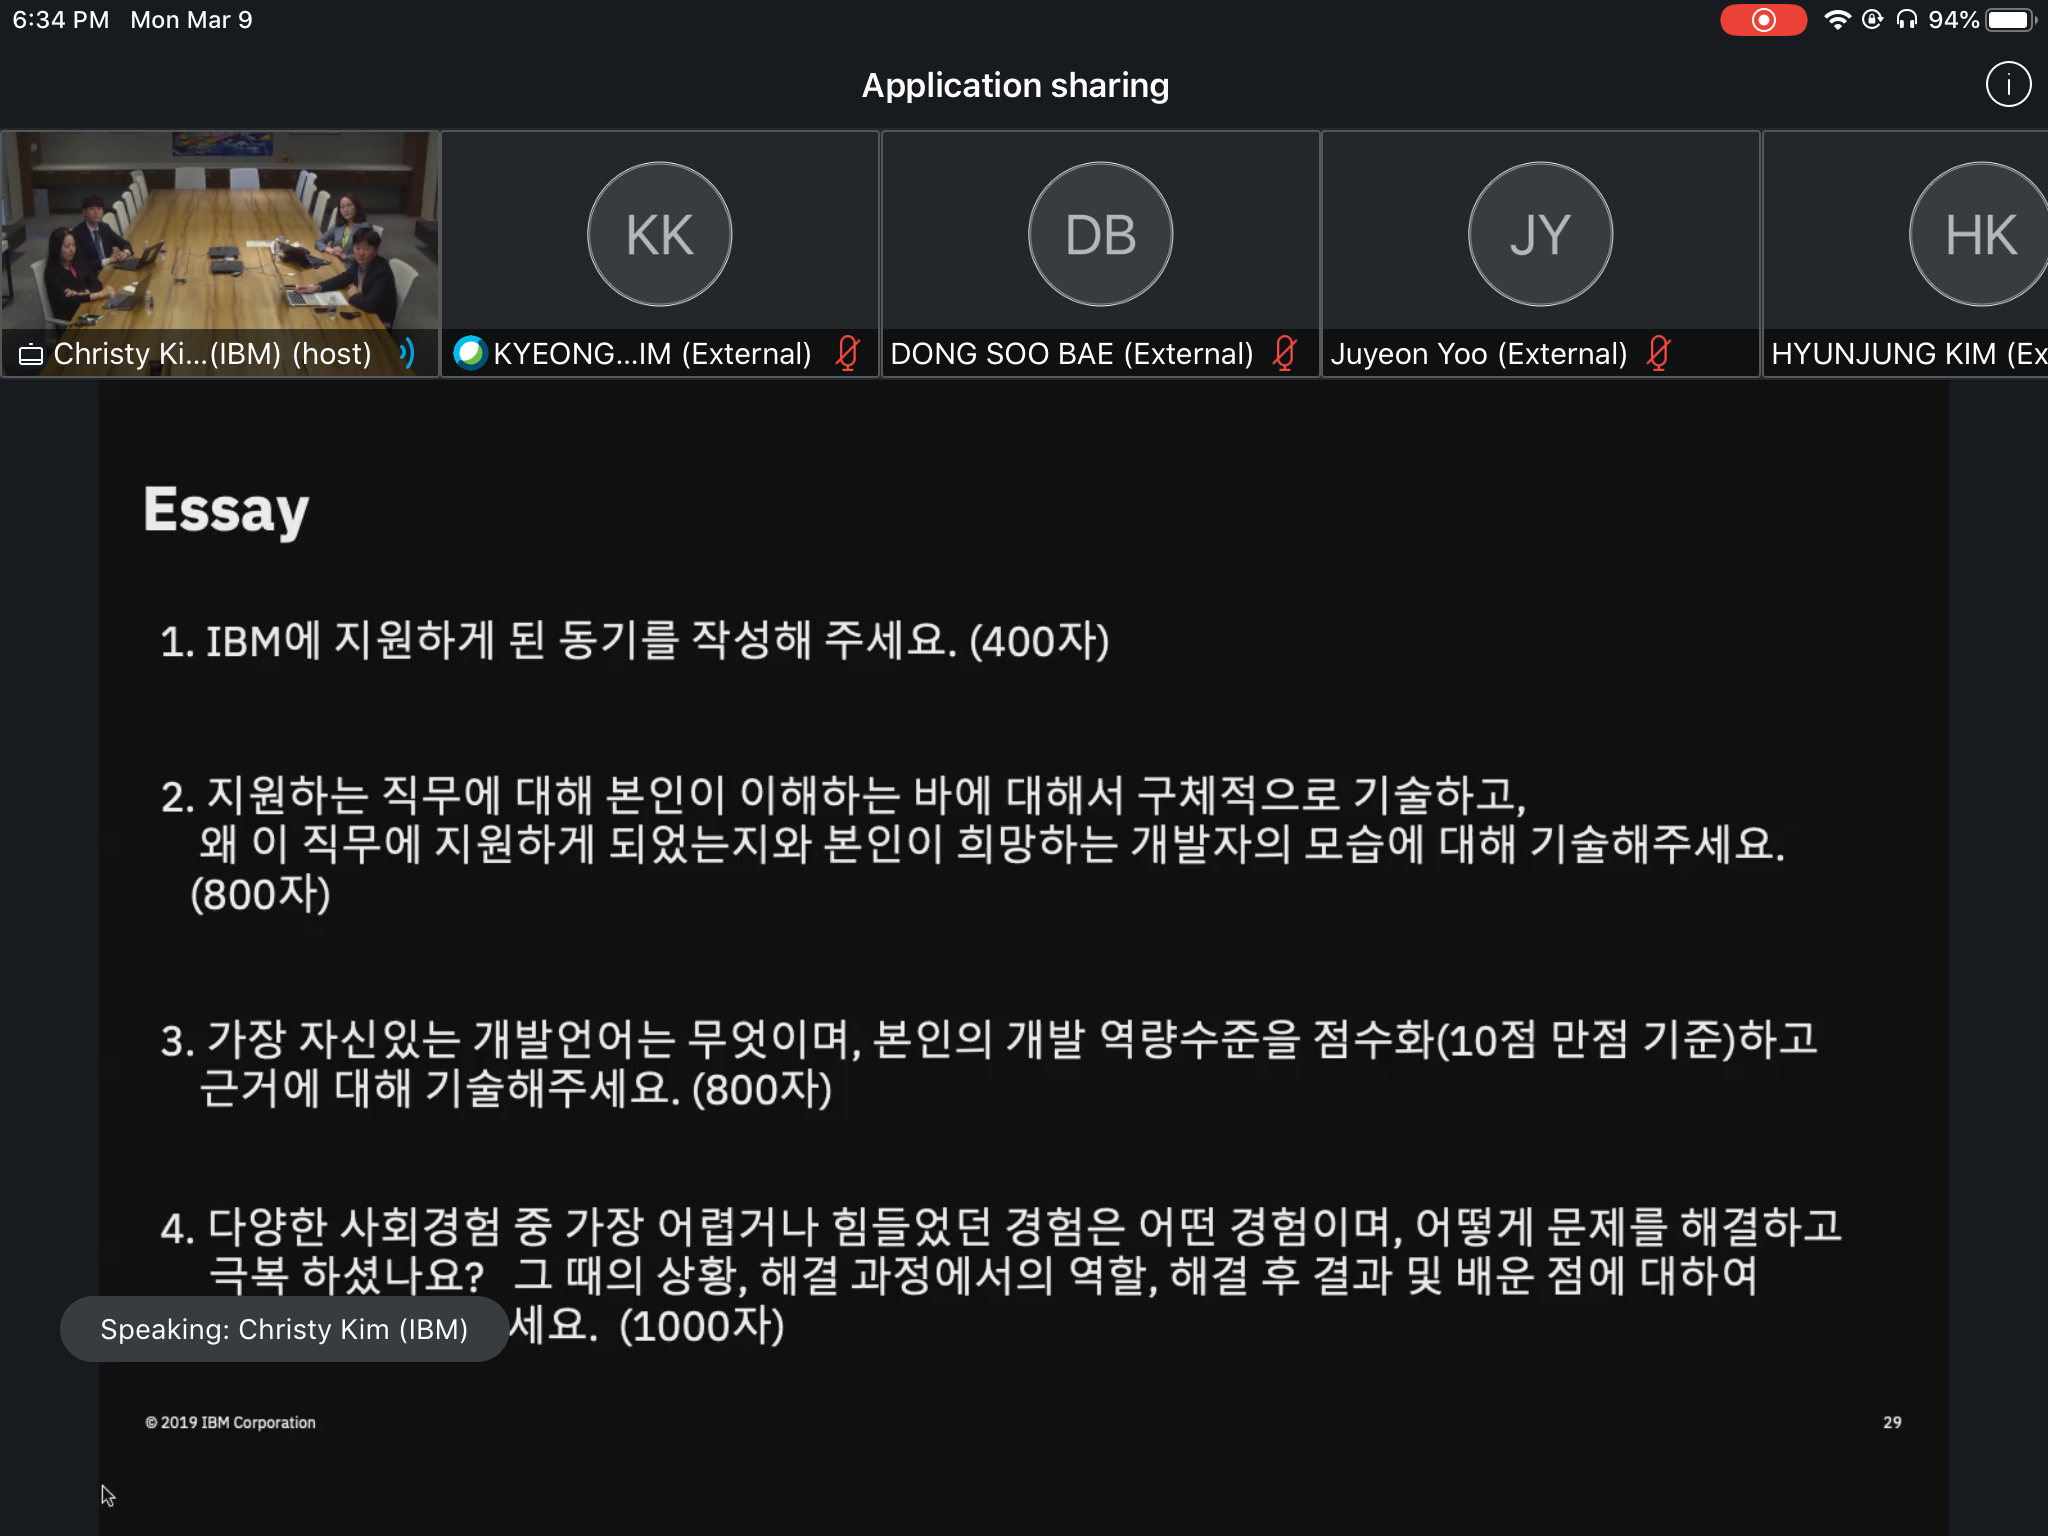 6:34 PM Mon Mar 9
94%
Application sharing
KK
DB
JY
HK
Christy Ki...(IBM) (host)
KYEONG...IM (External)
DONG SOO BAE (External)
Juyeon Yoo (External)
HYUNJUNG KIM (Ex
Essay
1. IBM에 지원하게 된 동기를 작성해 주세요. (400자)
2. 지원하는 직무에 대해 본인이 이해하는 바에 대해서 구체적으로 기술하고,
왜 이 직무에 지원하게 되었는지와 본인이 희망하는 개발자의 모습에 대해 기술해주세요.
(800자)
3. 가장 자신있는 개발언어는 무엇이며, 본인의 개발 역량수준을 점수화(10점 만점 기준)하고
근거에 대해 기술해주세요. (800자)
4. 다양한 사회경험 중 가장 어렵거나 힘들었던 경험은 어떤 경험이며, 어떻게 문제를 해결하고
극복 하셨나요? 그 때의 상황, 해결 과정에서의 역할, 해결 후 결과 및 배운 점에 대하여
세요. (1000자)
Speaking: Christy Kim (IBM)
© 2019 IBM Corporation
29